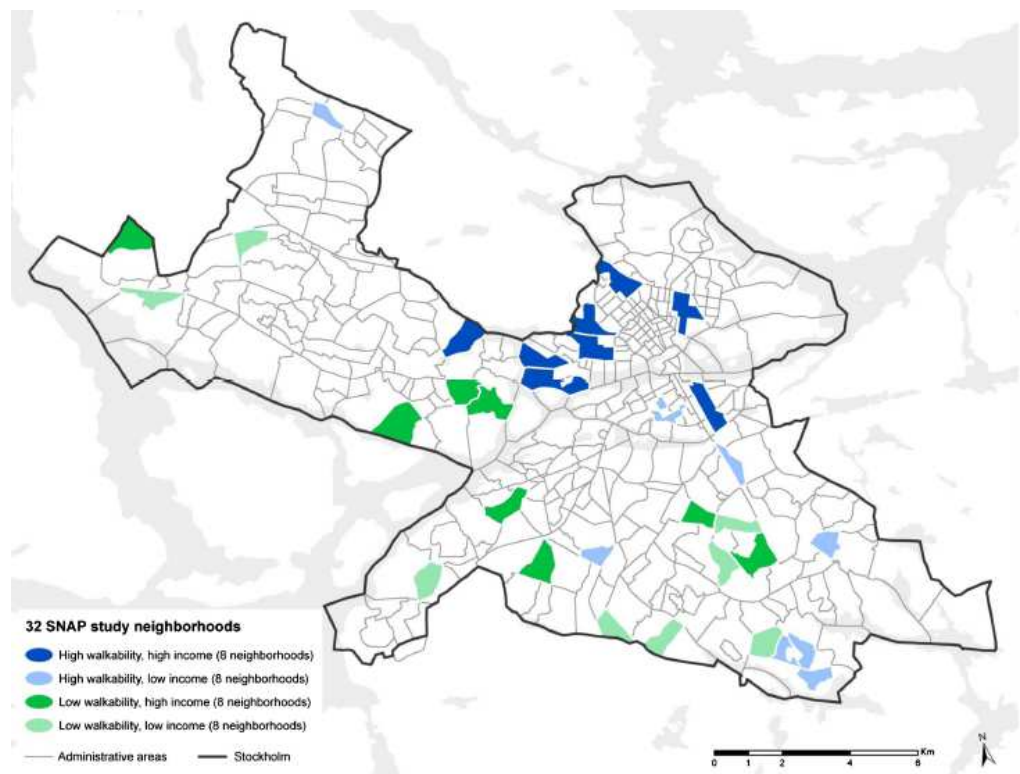 32 SNAP study neighborhoods
High walkability, high income (8 neighborhoods)
High walkability, low income (8 neighborhoods)
Low walkability, high income (8 neighborhoods)
Low walkability, low income (8 neighborhoods)
Administrative areas Stockholm
Km
0 1 2 4 6
N